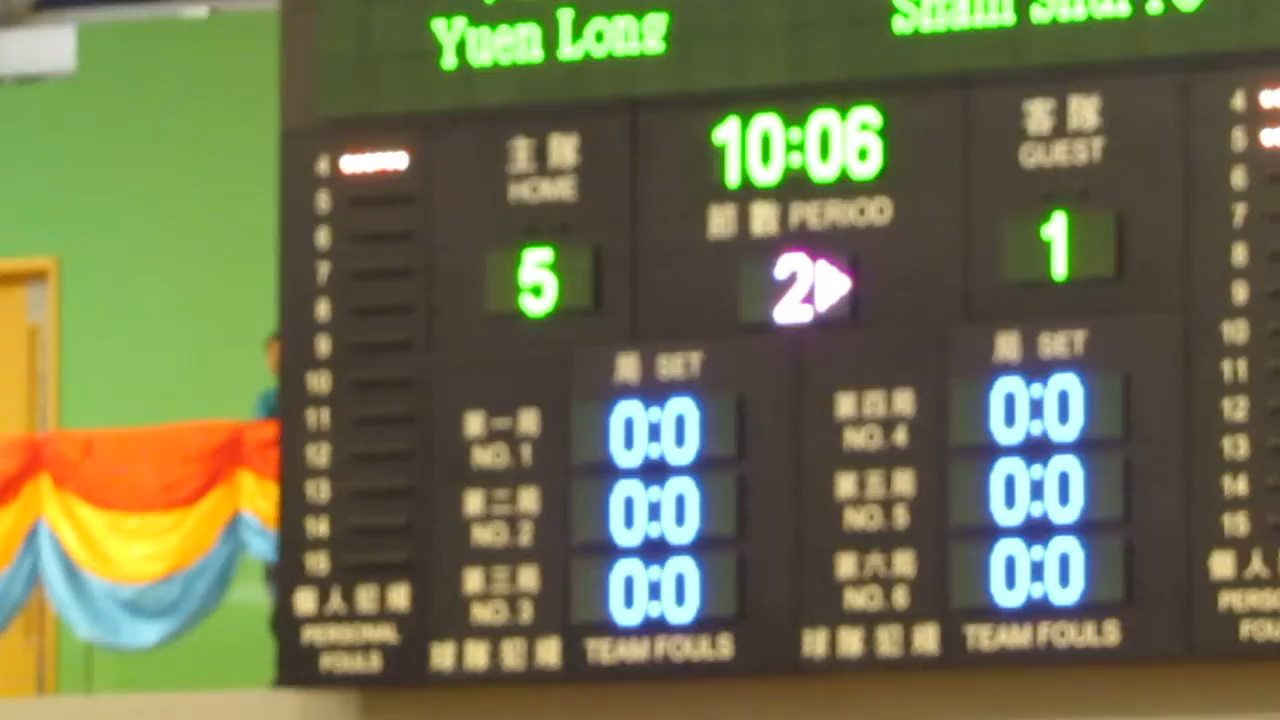 Yuen Long
Sham Shui Po
10:06
主隊
HOME
客隊
GUEST
節數 PERIOD
5
2
1
局 SET
局 SET
第一局
NO.1
0:0
第四局
NO.4
0:0
第二局
NO.2
0:0
第五局
NO.5
0:0
第三局
NO.3
0:0
第六局
NO.6
0:0
球隊犯規 TEAM FOULS
球隊犯規 TEAM FOULS
4
5
6
7
8
9
10
11
12
13
14
15
個人犯規
PERSONAL
FOULS
4
5
6
7
8
9
10
11
12
13
14
15
個人